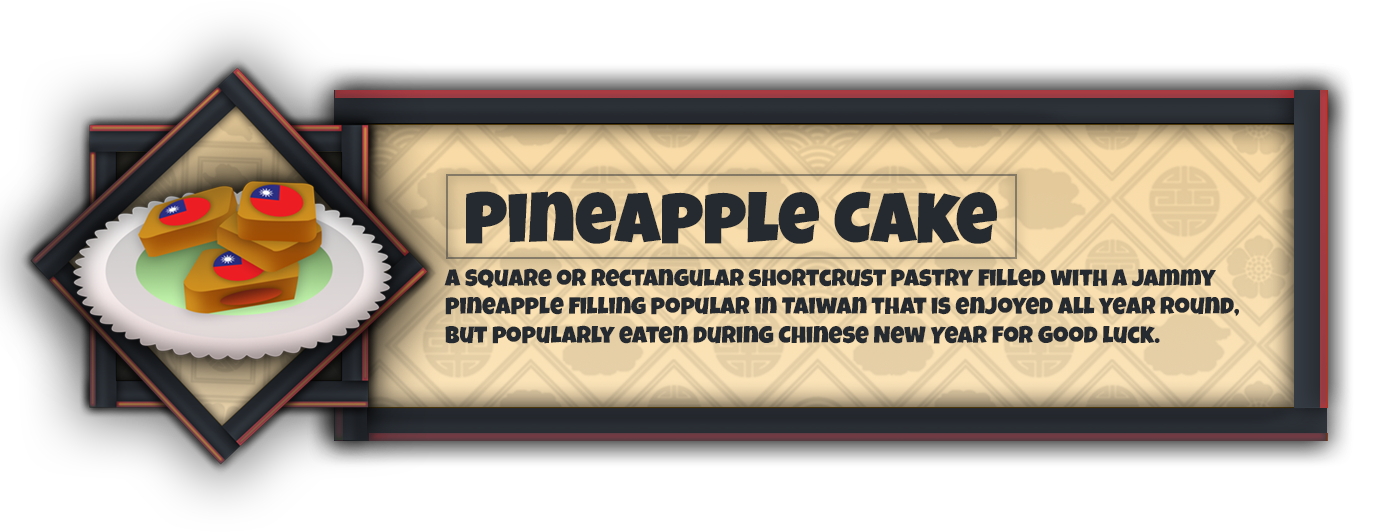 PINEAPPLE CAKE
A SQUARE OR RECTANGULAR SHORTCRUST PASTRY FILLED WITH A JAMMY
PINEAPPLE FILLING POPULAR IN TAIWAN THAT IS ENJOYED ALL YEAR ROUND,
BUT POPULARLY EATEN DURING CHINESE NEW YEAR FOR GOOD LUCK.